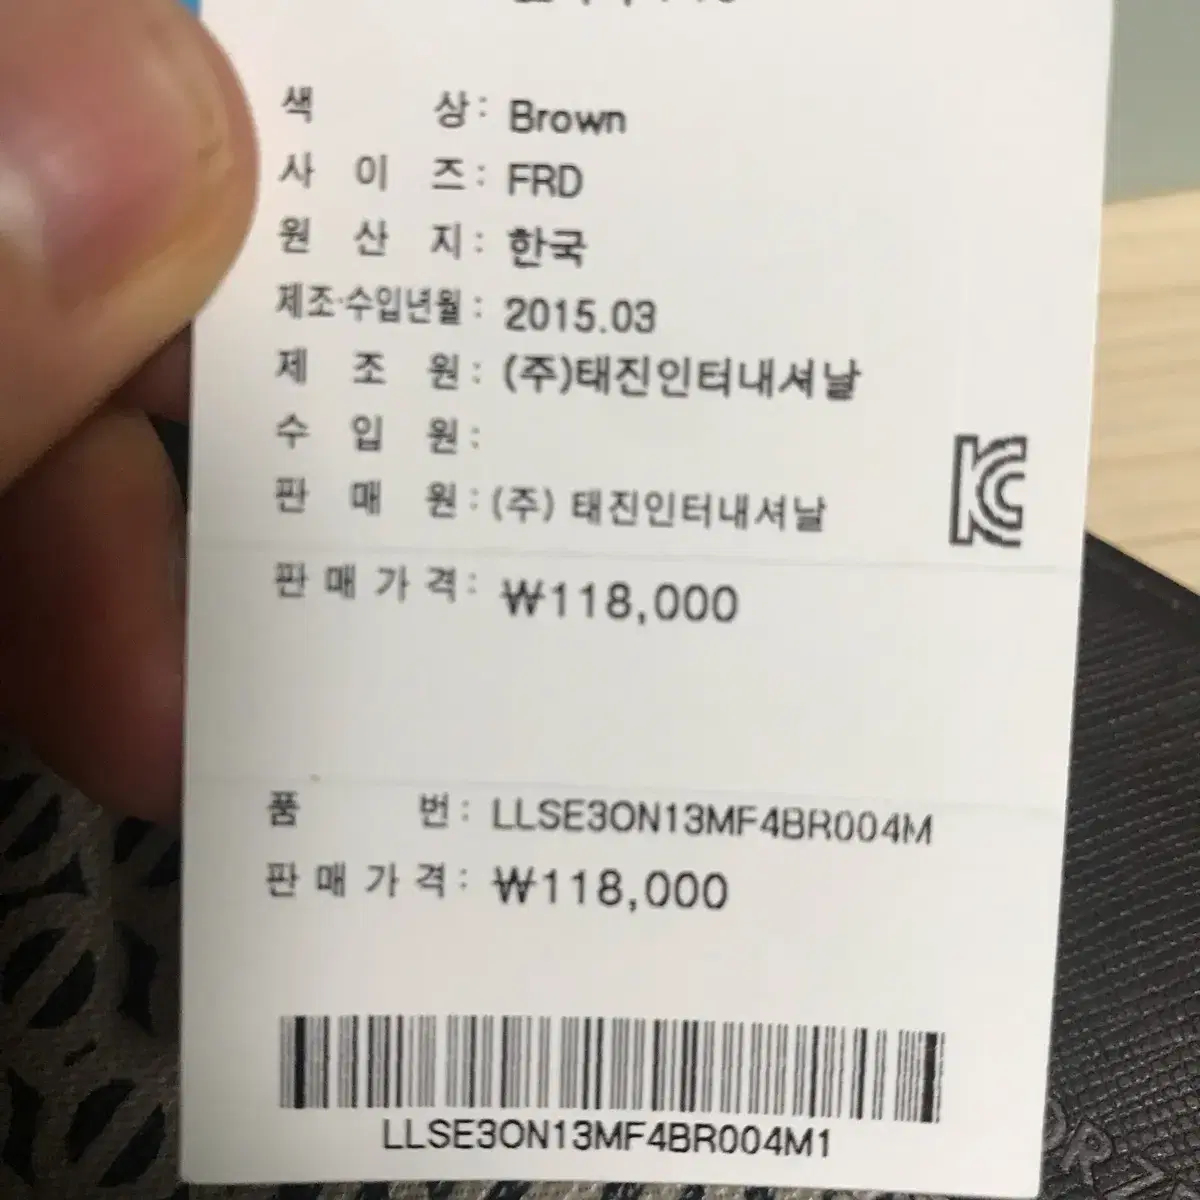 색 상: Brown
사 이 즈: FRD
원 산 지: 한국
제조·수입년월: 2015.03
제 조 원: (주)태진인터내셔날
수 입 원:
판 매 원: (주) 태진인터내셔날
판 매 가 격: ₩118,000
품 번: LLSE3ON13MF4BR004M
판 매 가 격: ₩118,000
LLSE3ON13MF4BR004M1